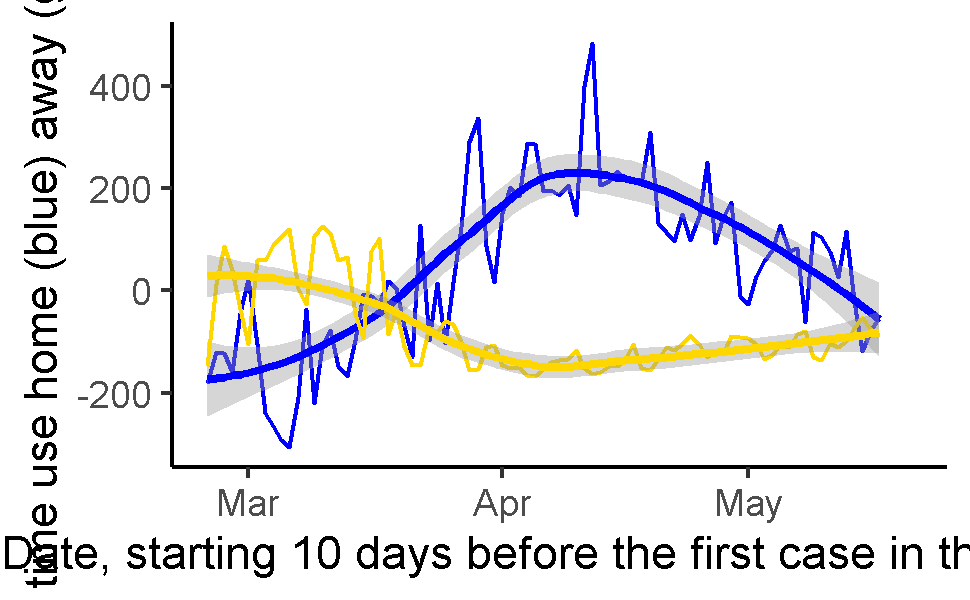 time use home (blue) away (
400
200
0
-200
Mar Apr May
Date, starting 10 days before the first case in th